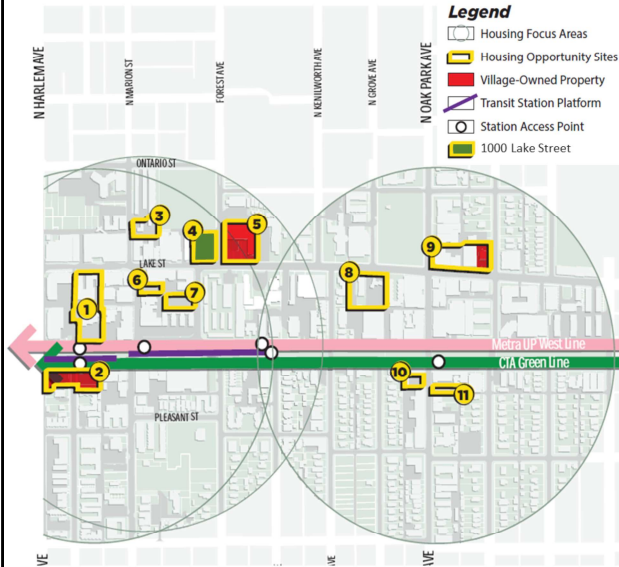 Legend
Housing Focus Areas
Housing Opportunity Sites
Village-Owned Property
Transit Station Platform
Station Access Point
1000 Lake Street
N HARLEM AVE
N MARION ST
FOREST AVE
N KENILWORTH AVE
N GROVE AVE
N OAK PARK AVE
ONTARIO ST
3
4
5
9
LAKE ST
6
7
8
1
Metra UP West Line
CTA Green Line
2
10
11
PLEASANT ST
AVE
AVE
AVE